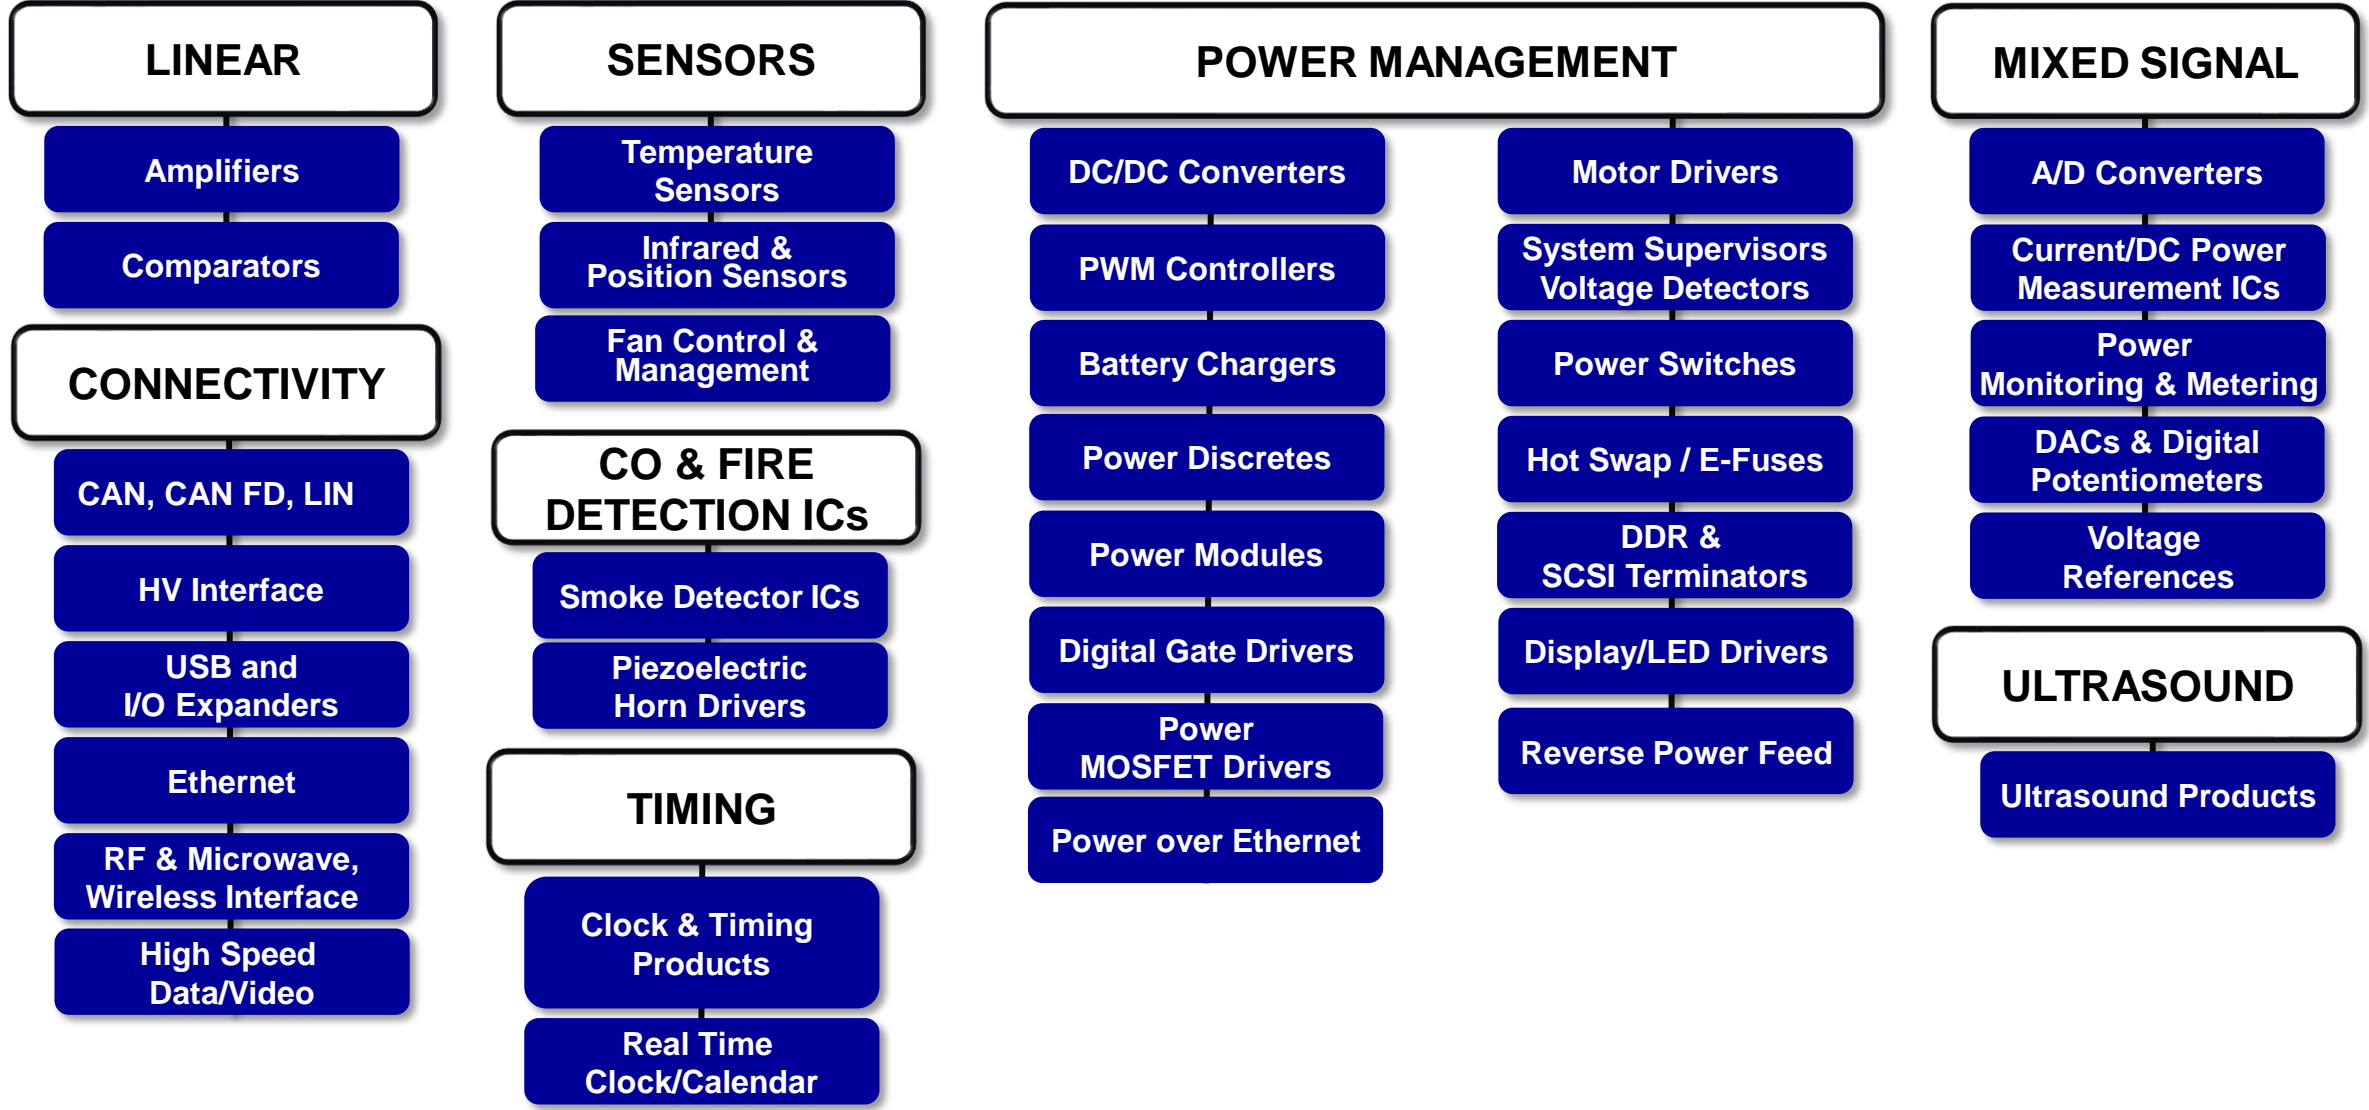 LINEAR
Amplifiers
Comparators
CONNECTIVITY
CAN, CAN FD, LIN
HV Interface
USB and
I/O Expanders
Ethernet
RF & Microwave,
Wireless Interface
High Speed
Data/Video
SENSORS
Temperature
Sensors
Infrared &
Position Sensors
Fan Control &
Management
CO & FIRE
DETECTION ICs
Smoke Detector ICs
Piezoelectric
Horn Drivers
TIMING
Clock & Timing
Products
Real Time
Clock/Calendar
POWER MANAGEMENT
DC/DC Converters
PWM Controllers
Battery Chargers
Power Discretes
Power Modules
Digital Gate Drivers
Power
MOSFET Drivers
Power over Ethernet
Motor Drivers
System Supervisors
Voltage Detectors
Power Switches
Hot Swap / E-Fuses
DDR &
SCSI Terminators
Display/LED Drivers
Reverse Power Feed
MIXED SIGNAL
A/D Converters
Current/DC Power
Measurement ICs
Power
Monitoring & Metering
DACs & Digital
Potentiometers
Voltage
References
ULTRASOUND
Ultrasound Products